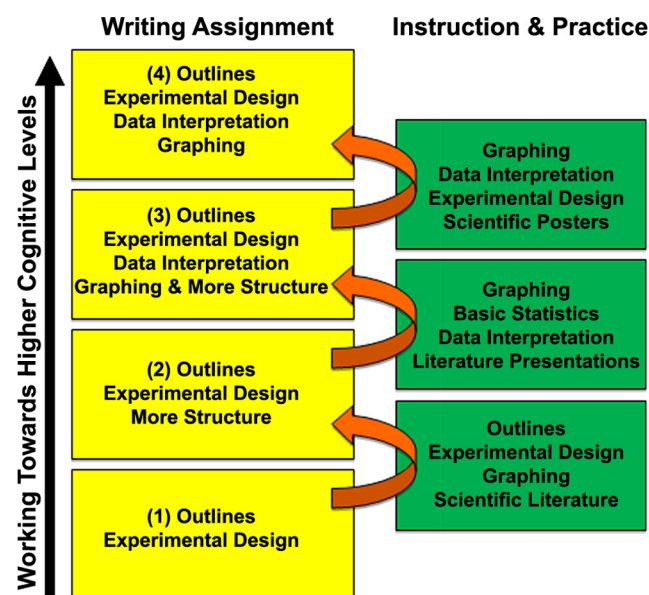 Writing Assignment
Instruction & Practice
Working Towards Higher Cognitive Levels
(4) Outlines
Experimental Design
Data Interpretation
Graphing
Graphing
Data Interpretation
Experimental Design
Scientific Posters
(3) Outlines
Experimental Design
Data Interpretation
Graphing & More Structure
Graphing
Basic Statistics
Data Interpretation
Literature Presentations
(2) Outlines
Experimental Design
More Structure
Outlines
Experimental Design
Graphing
Scientific Literature
(1) Outlines
Experimental Design